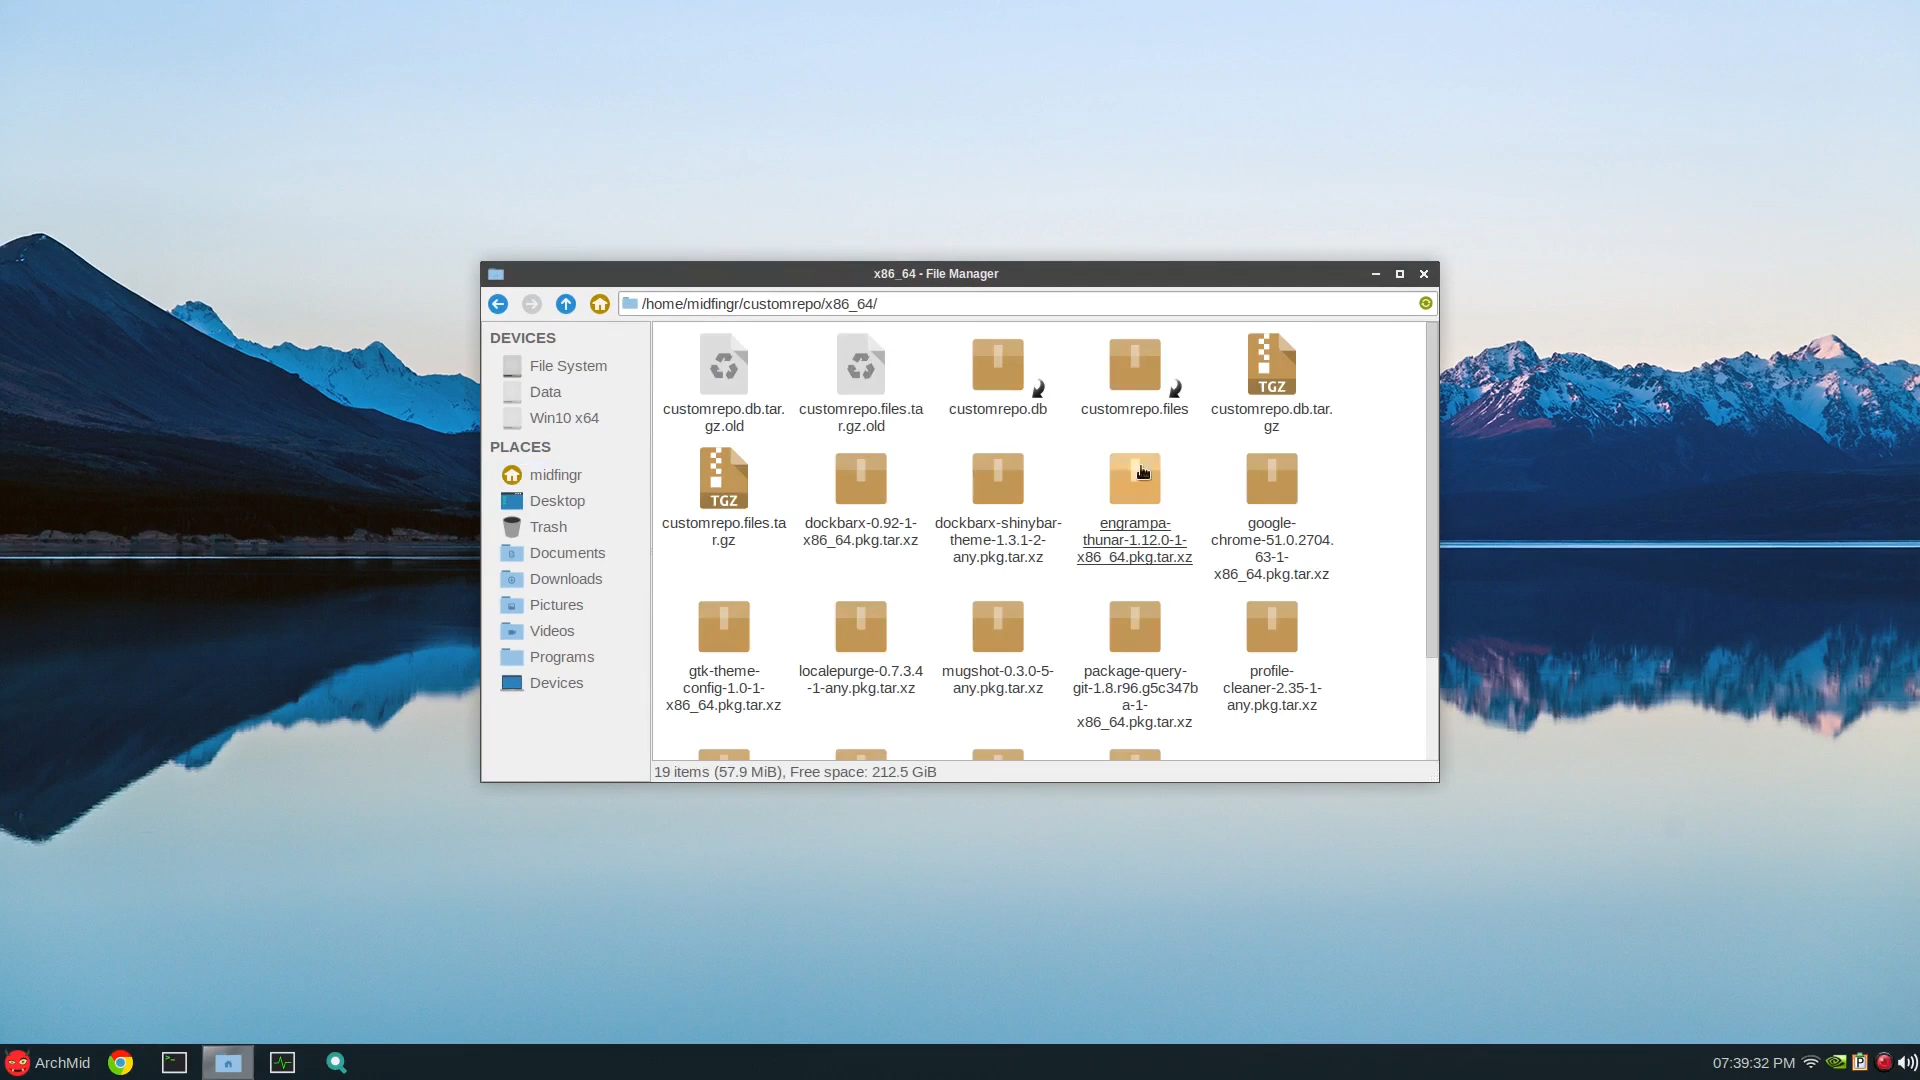 x86_64 - File Manager
/home/midfingr/customrepo/x86_64/
DEVICES
File System
Data
Win10 x64
PLACES
midfingr
Desktop
Trash
Documents
Downloads
Pictures
Videos
Programs
Devices
customrepo.db.tar.
gz.old
customrepo.files.ta
r.gz.old
customrepo.db
customrepo.files
customrepo.db.tar.
gz
TGZ
customrepo.files.ta
r.gz
TGZ
dockbarx-0.92-1-
x86_64.pkg.tar.xz
dockbarx-shinybar-
theme-1.3.1-2-
any.pkg.tar.xz
engrampa-
thunar-1.12.0-1-
x86_64.pkg.tar.xz
google-
chrome-51.0.2704.
63-1-
x86_64.pkg.tar.xz
gtk-theme-
config-1.0-1-
x86_64.pkg.tar.xz
localepurge-0.7.3.4
-1-any.pkg.tar.xz
mugshot-0.3.0-5-
any.pkg.tar.xz
package-query-
git-1.8.r96.g5c347b
a-1-
x86_64.pkg.tar.xz
profile-
cleaner-2.35-1-
any.pkg.tar.xz
19 items (57.9 MiB), Free space: 212.5 GiB
ArchMid
07:39:32 PM
P